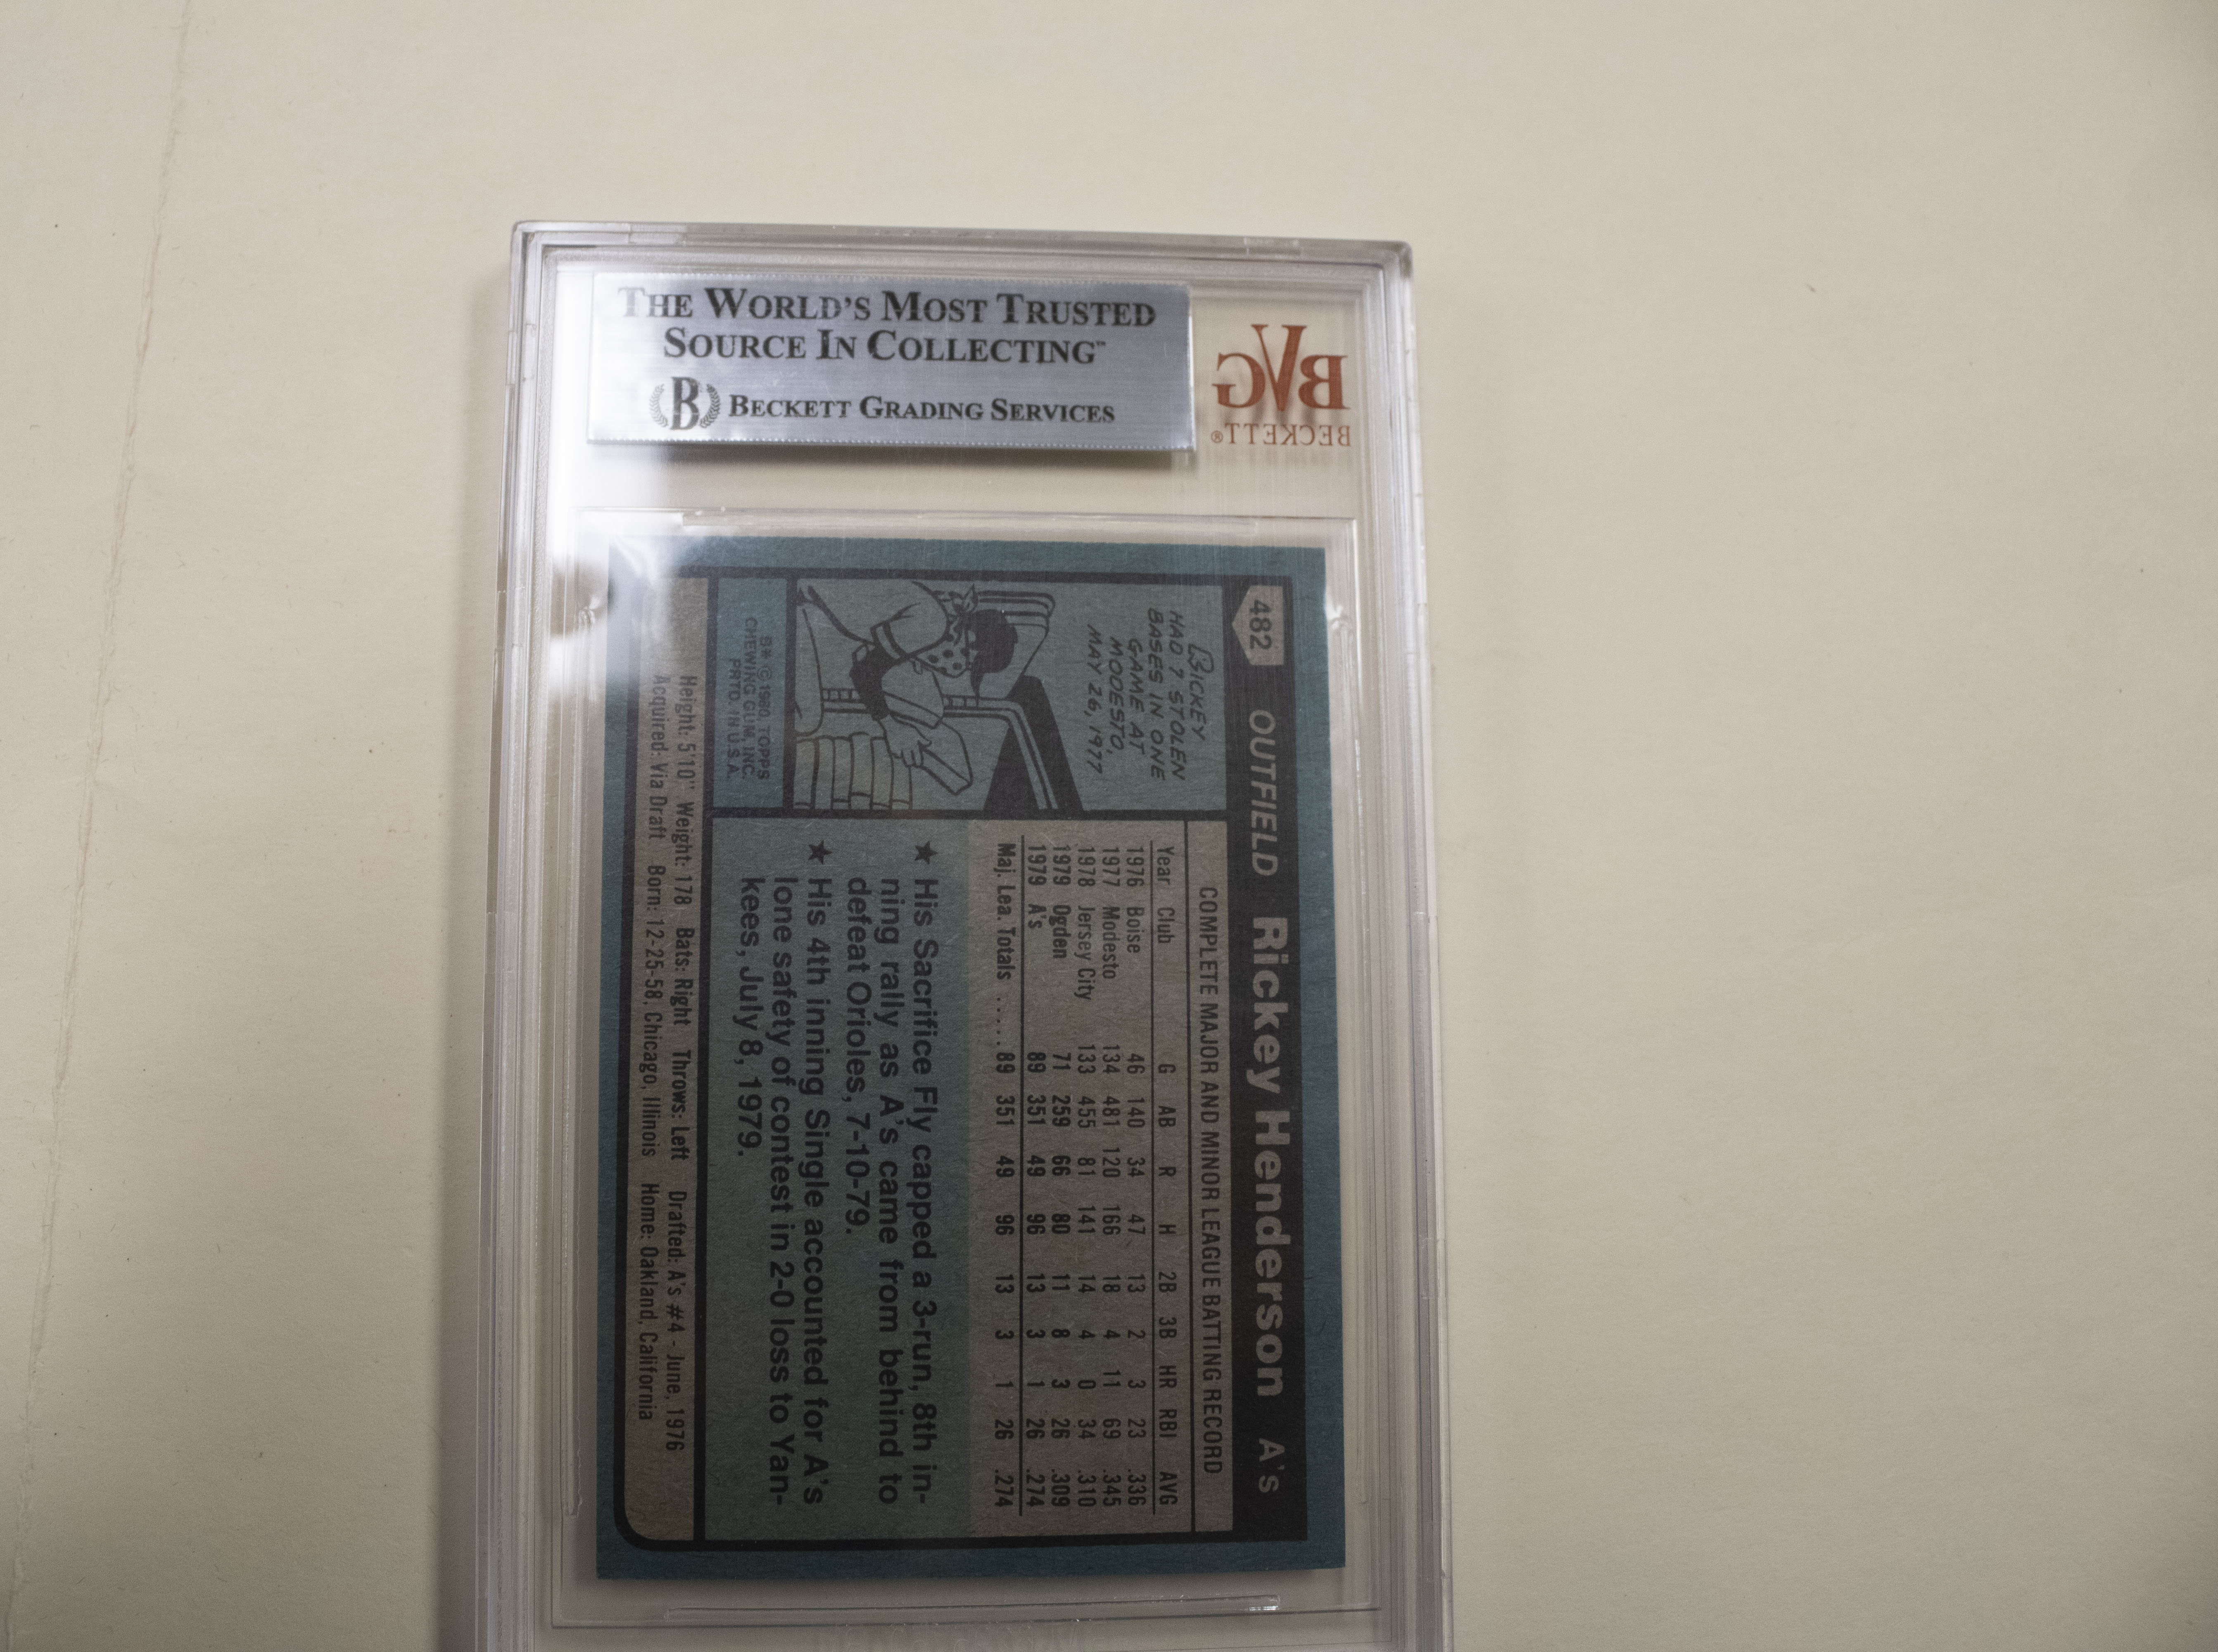 THE WORLD'S MOST TRUSTED
SOURCE IN COLLECTING™
B BECKETT GRADING SERVICES
BVG
BECKETT®
482 OUTFIELD Rickey Henderson A's
RICKEY
HAD 7 STOLEN
BASES IN ONE
GAME AT
MODESTO,
MAY 26, 1977
B* © 1980, TOPPS
CHEWING GUM, INC.
PRTD. IN U.S.A.
COMPLETE MAJOR AND MINOR LEAGUE BATTING RECORD
Year Club G AB R H 2B 3B HR RBI AVG
1976 Boise 46 140 34 47 13 2 3 23 .336
1977 Modesto 134 481 120 166 18 4 11 69 .345
1978 Jersey City 133 455 81 141 14 4 0 34 .310
1979 Ogden 71 259 66 80 11 8 3 26 .309
1979 A's 89 351 49 96 13 3 1 26 .274
Maj. Lea. Totals ..... 89 351 49 96 13 3 1 26 .274
★ His Sacrifice Fly capped a 3-run, 8th in-
ning rally as A's came from behind to
defeat Orioles, 7-10-79.
★ His 4th inning Single accounted for A's
lone safety of contest in 2-0 loss to Yan-
kees, July 8, 1979.
Height: 5'10" Weight: 178 Bats: Right Throws: Left Drafted: A's #4 - June, 1976
Acquired: Via Draft Born: 12-25-58, Chicago, Illinois Home: Oakland, California